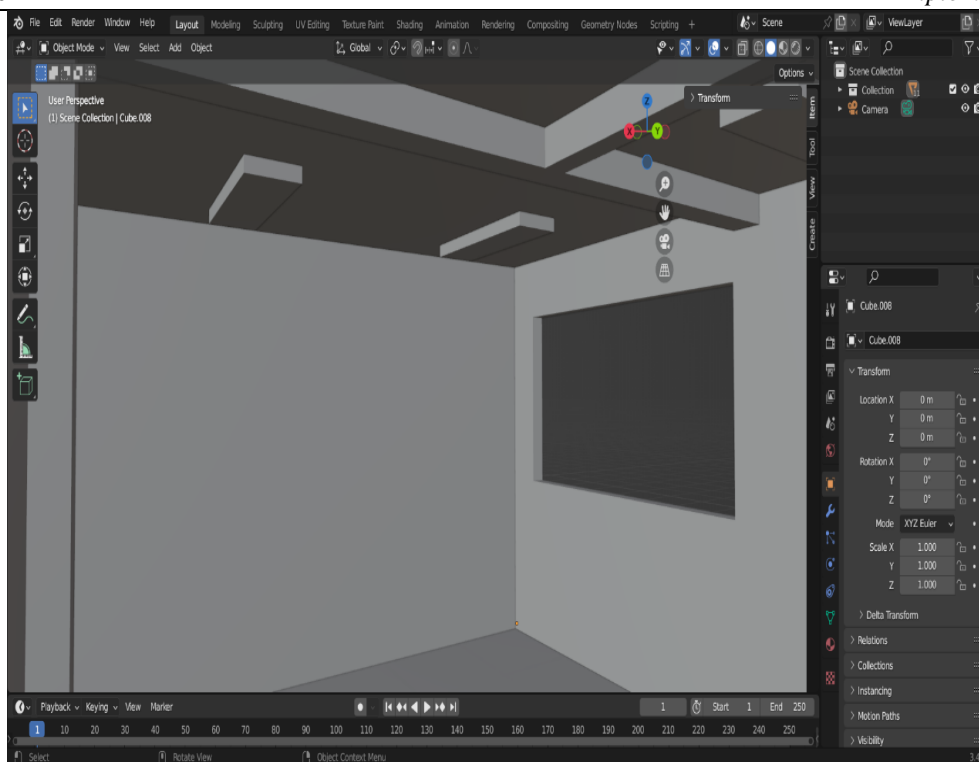 File Edit Render Window Help Layout Modeling Sculpting UV Editing Texture Paint Shading Animation Rendering Compositing Geometry Nodes Scripting + Scene ViewLayer
Object Mode View Select Add Object Global
Options
User Perspective
(1) Scene Collection | Cube.008
Transform
Z
X Y
Item
Tool
View
Create
Scene Collection
Collection
Camera
Cube.008
Cube.008
Transform
Location X 0 m
Y 0 m
Z 0 m
Rotation X 0°
Y 0°
Z 0°
Mode XYZ Euler
Scale X 1.000
Y 1.000
Z 1.000
Delta Transform
Relations
Collections
Instancing
Motion Paths
Visibility
Playback Keying View Marker 1 Start 1 End 250
1 10 20 30 40 50 60 70 80 90 100 110 120 130 140 150 160 170 180 190 200 210 220 230 240 250
Select Rotate View Object Context Menu